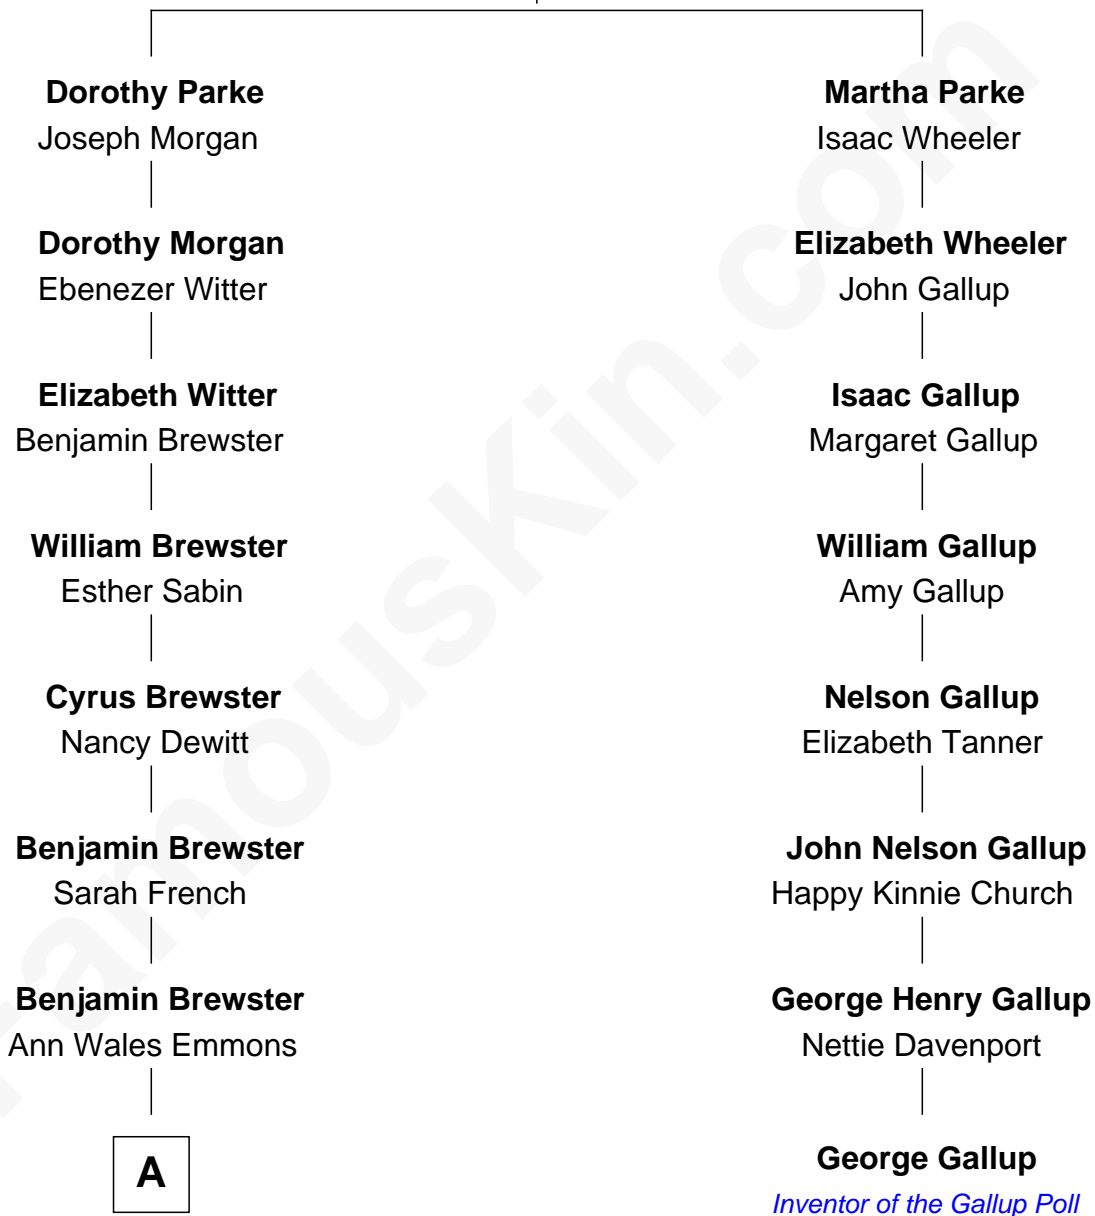 Dorothy Parke
Joseph Morgan
Dorothy Morgan
Ebenezer Witter
Elizabeth Witter
Benjamin Brewster
William Brewster
Esther Sabin
Cyrus Brewster
Nancy Dewitt
Benjamin Brewster
Sarah French
Benjamin Brewster
Ann Wales Emmons
A
Martha Parke
Isaac Wheeler
Elizabeth Wheeler
John Gallup
Isaac Gallup
Margaret Gallup
William Gallup
Amy Gallup
Nelson Gallup
Elizabeth Tanner
John Nelson Gallup
Happy Kinnie Church
George Henry Gallup
Nettie Davenport
George Gallup
Inventor of the Gallup Poll
FamousKin.com